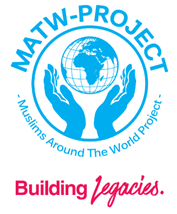 MATW-PROJECT
- Muslims Around The World Project -
Building Legacies.